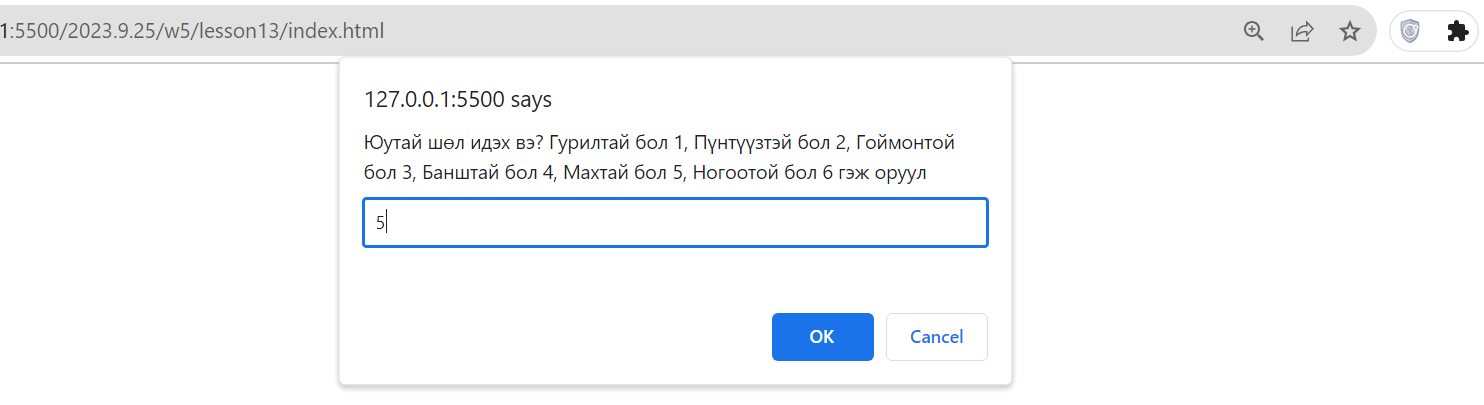 1:5500/2023.9.25/w5/lesson13/index.html
127.0.0.1:5500 says
Юутай шөл идэх вэ? Гурилтай бол 1, Пүнтүүзтэй бол 2, Гоймонтой
бол 3, Банштай бол 4, Махтай бол 5, Ногоотой бол 6 гэж оруул
5
OK Cancel